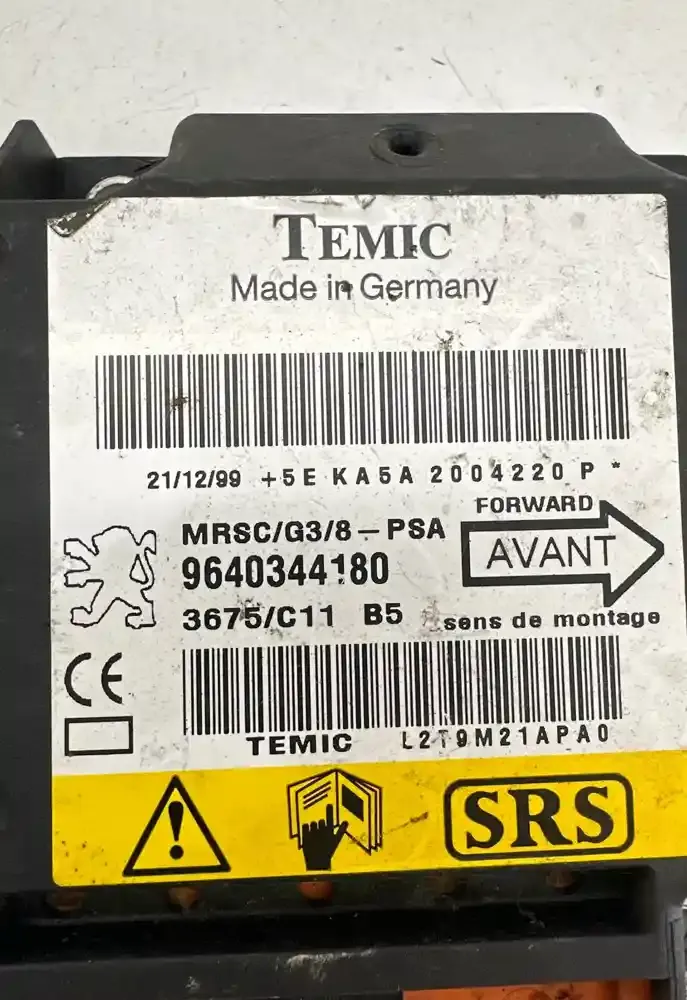 TEMIC
Made in Germany
21/12/99 +5E KA5A 2004220 P *
FORWARD
MRSC/G3/8-PSA
AVANT
9640344180
3675/C11 B5
sens de montage
CE
TEMIC L2T9M21APA0
SRS